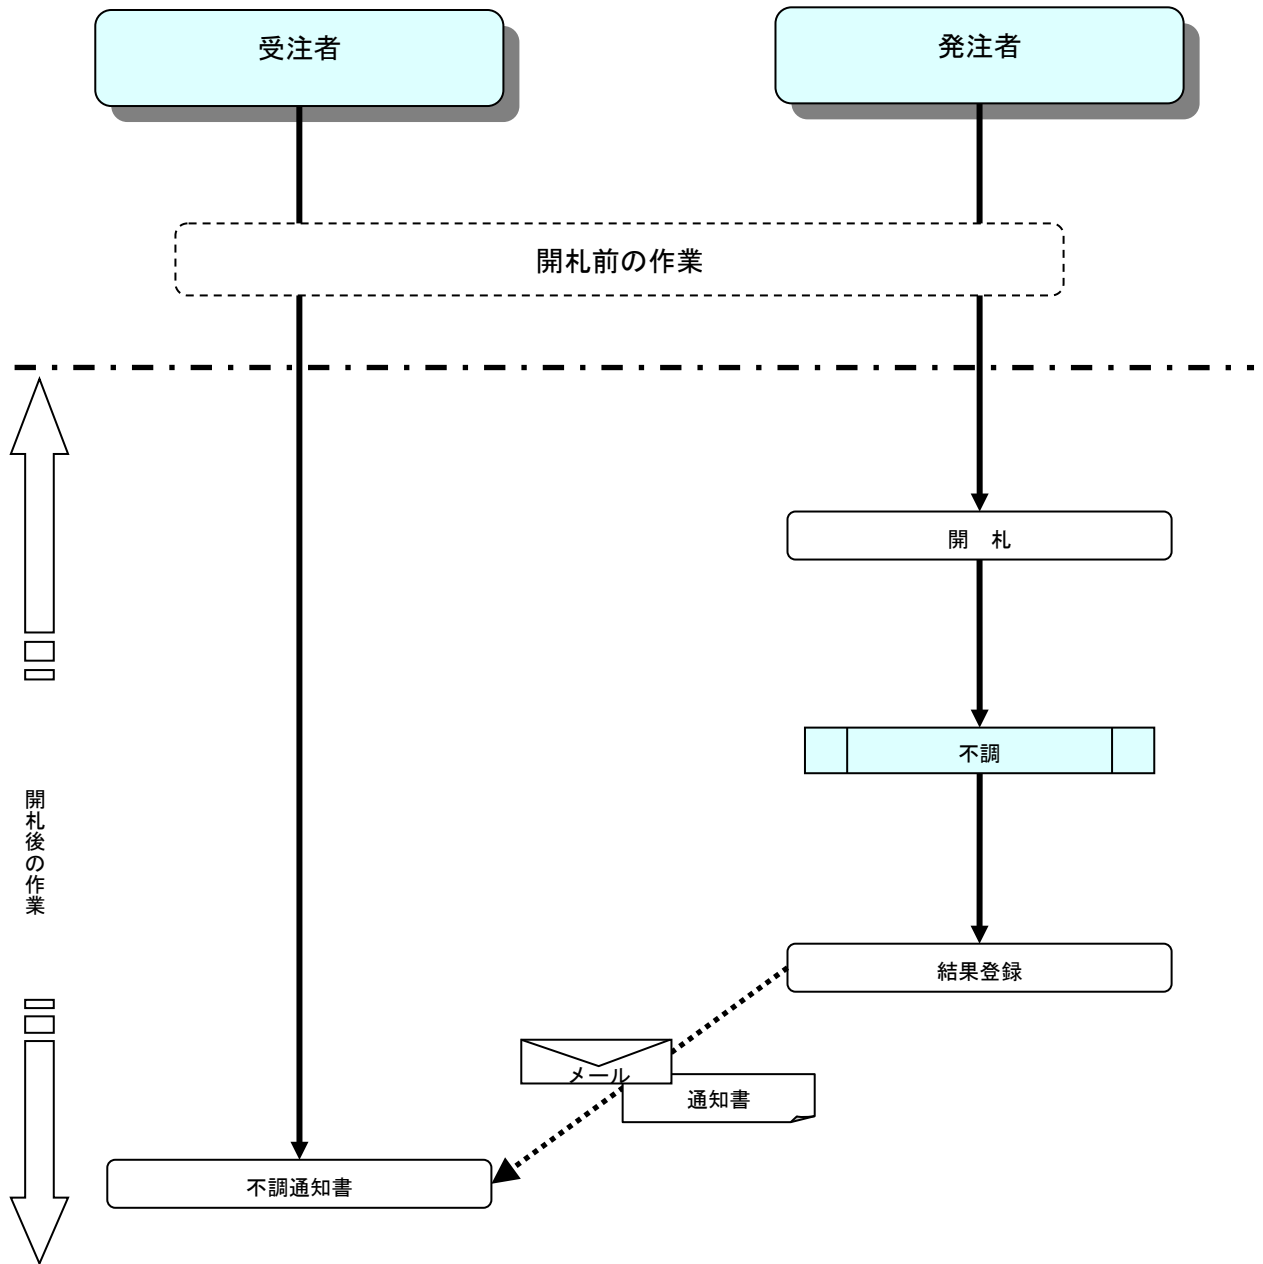 受注者
発注者
開札前の作業
開　札
不調
開札後の作業
結果登録
メール
通知書
不調通知書